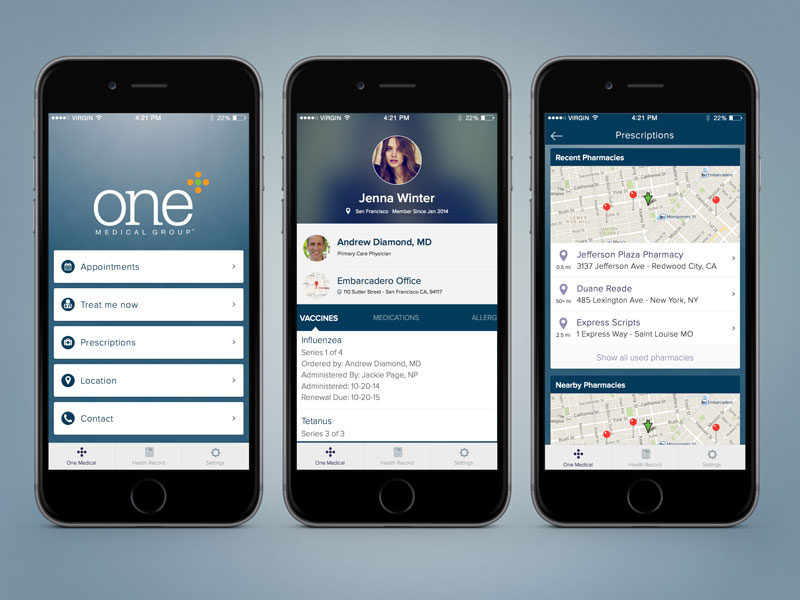 VIRGIN
4:21 PM
22%
one
MEDICAL GROUP
Appointments
Treat me now
Prescriptions
Location
Contact
One Medical
Health Record
Settings
VIRGIN
4:21 PM
22%
Jenna Winter
San Francisco Member Since Jan 2014
Andrew Diamond, MD
Primary Care Physician
Embarcadero Office
110 Sutter Street - San Francisco CA, 94117
VACCINES
MEDICATIONS
ALLERG
Influenzea
Series 1 of 4
Ordered by: Andrew Diamond, MD
Administered By: Jackie Page, NP
Administered: 10-20-14
Renewal Due: 10-20-15
Tetanus
Series 3 of 3
One Medical
Health Record
Settings
VIRGIN
4:21 PM
22%
Prescriptions
Recent Pharmacies
Embarcadero
Montgomery St
Jefferson Plaza Pharmacy
0.5 mi
3137 Jefferson Ave - Redwood City, CA
Duane Reade
50+ mi
485 Lexington Ave - New York, NY
Express Scripts
2.5 mi
1 Express Way - Saint Louise MO
Show all used pharmacies
Nearby Pharmacies
Embarcadero
Montgomery St
One Medical
Health Record
Settings